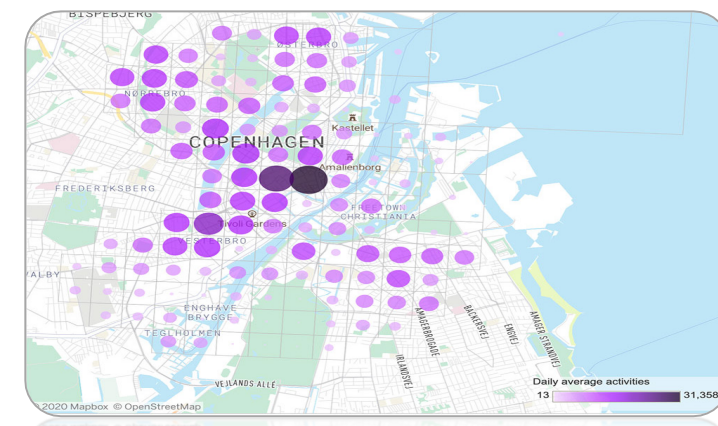 BISPEBJERG
ØSTERBRO
NØRREBRO
Kastellet
COPENHAGEN
Amalienborg
FREDERIKSBERG
FREETOWN
CHRISTIANIA
Tivoli Gardens
VESTERBRO
VALBY
ENGHAVE
BRYGGE
TEGLHOLMEN
AMAGERBROGADE
BACKERSVEJ
ENGVEJ
AMAGER STRANDVEJ
IRLANDSVEJ
VEJLANDS ALLÉ
Daily average activities
13 31,358
2020 Mapbox © OpenStreetMap